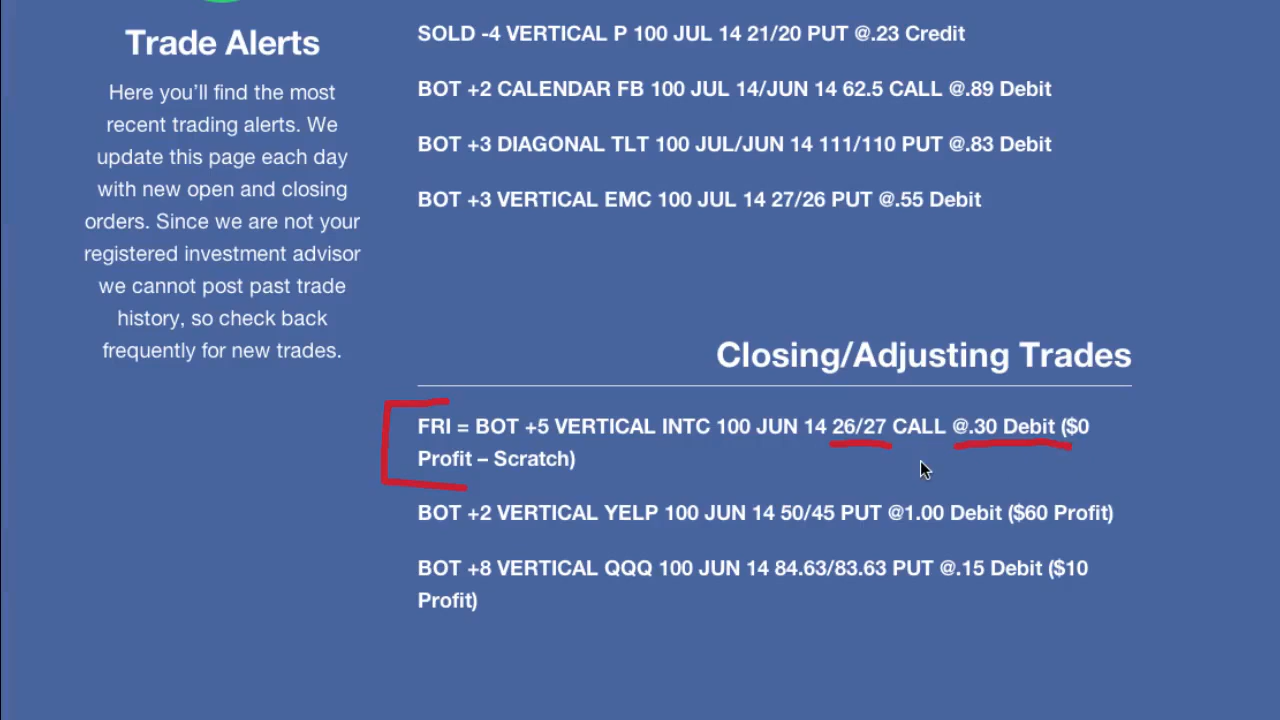 Trade Alerts
Here you’ll find the most
recent trading alerts. We
update this page each day
with new open and closing
orders. Since we are not your
registered investment advisor
we cannot post past trade
history, so check back
frequently for new trades.
SOLD -4 VERTICAL P 100 JUL 14 21/20 PUT @.23 Credit
BOT +2 CALENDAR FB 100 JUL 14/JUN 14 62.5 CALL @.89 Debit
BOT +3 DIAGONAL TLT 100 JUL/JUN 14 111/110 PUT @.83 Debit
BOT +3 VERTICAL EMC 100 JUL 14 27/26 PUT @.55 Debit
Closing/Adjusting Trades
FRI = BOT +5 VERTICAL INTC 100 JUN 14 26/27 CALL @.30 Debit ($0
Profit – Scratch)
BOT +2 VERTICAL YELP 100 JUN 14 50/45 PUT @1.00 Debit ($60 Profit)
BOT +8 VERTICAL QQQ 100 JUN 14 84.63/83.63 PUT @.15 Debit ($10
Profit)